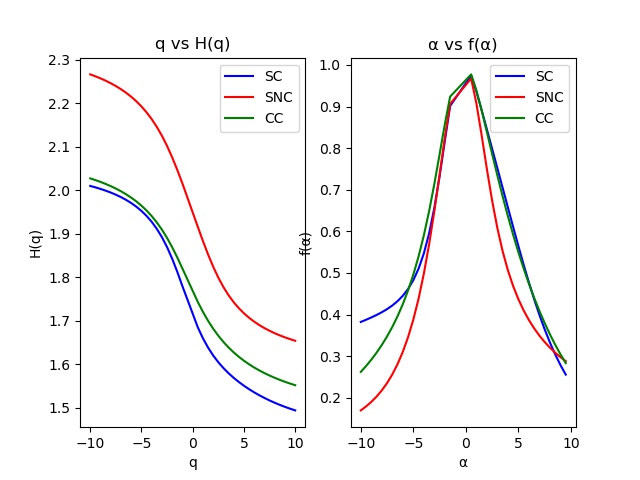 q vs H(q)
2.3
2.2
2.1
2.0
1.9
1.8
1.7
1.6
1.5
H(q)
SC
SNC
CC
−10
−5
0
5
10
q
α vs f(α)
1.0
0.9
0.8
0.7
0.6
0.5
0.4
0.3
0.2
f(α)
SC
SNC
CC
−10
−5
0
5
10
α